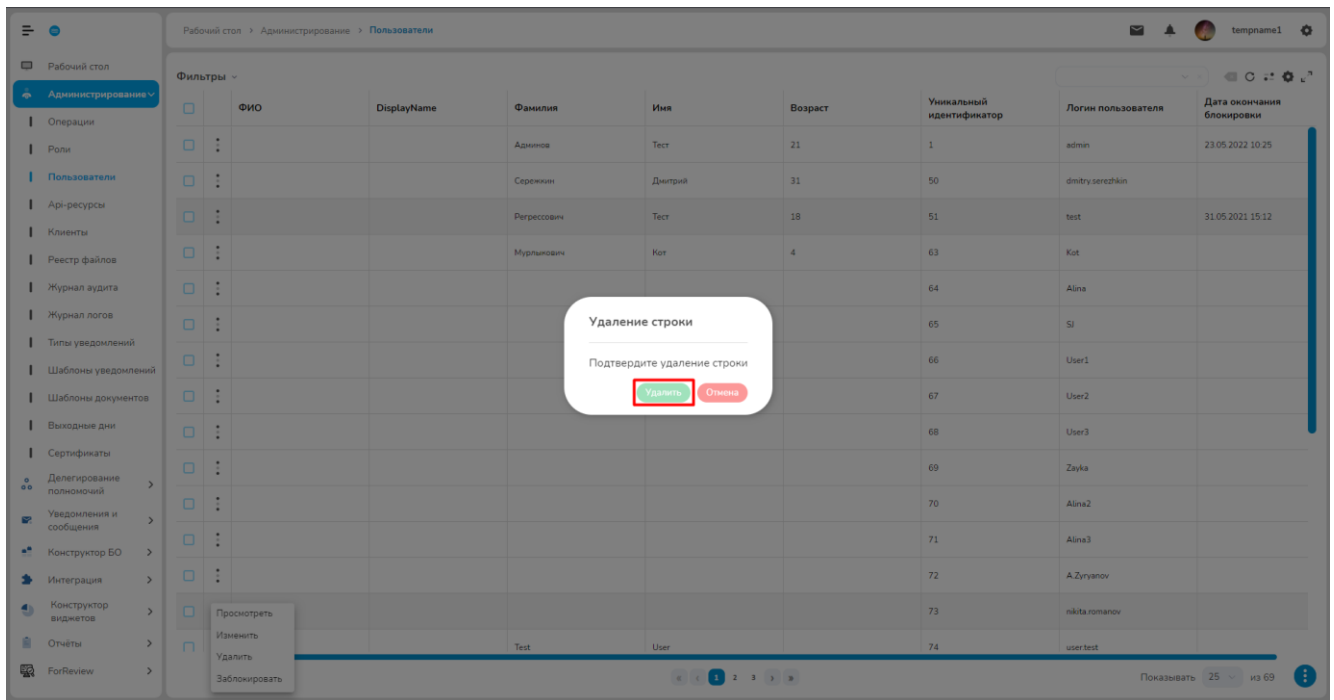 Рабочий стол > Администрирование > Пользователи
tempname1
Рабочий стол
Администрирование
Операции
Роли
Пользователи
Api-ресурсы
Клиенты
Реестр файлов
Журнал аудита
Журнал логов
Типы уведомлений
Шаблоны уведомлений
Шаблоны документов
Выходные дни
Сертификаты
Делегирование
полномочий
Уведомления и
сообщения
Конструктор БО
Интеграция
Конструктор
виджетов
Отчёты
ForReview
Фильтры
ФИО DisplayName Фамилия Имя Возраст Уникальный идентификатор Логин пользователя Дата окончания блокировки
Админов Тест 21 1 admin 23.05.2022 10:25
Сережкин Дмитрий 31 50 dmitry.serezhkin
Регрессович Тест 18 51 test 31.05.2021 15:12
Мурлыкович Кот 4 63 Kot
64 Alina
65 SJ
66 User1
67 User2
68 User3
69 Zayka
70 Alina2
71 Alina3
72 A.Zyryanov
73 nikita.romanov
Test User 74 user.test
Удаление строки
Подтвердите удаление строки
Удалить Отмена
Просмотреть
Изменить
Удалить
Заблокировать
« ‹ 1 2 3 › »
Показывать 25 из 69